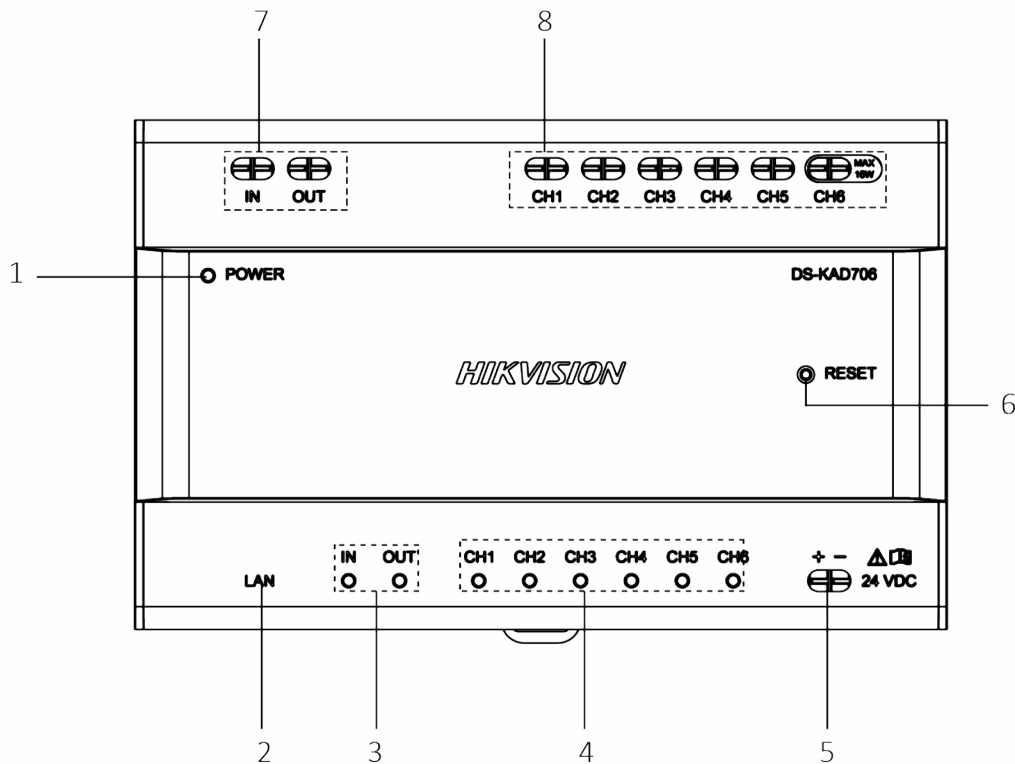 7 8
IN OUT CH1 CH2 CH3 CH4 CH5 CH6 MAX
18W
1 POWER DS-KAD706
HIKVISION RESET
6
IN OUT CH1 CH2 CH3 CH4 CH5 CH6 + -
LAN 24 VDC
2 3 4 5